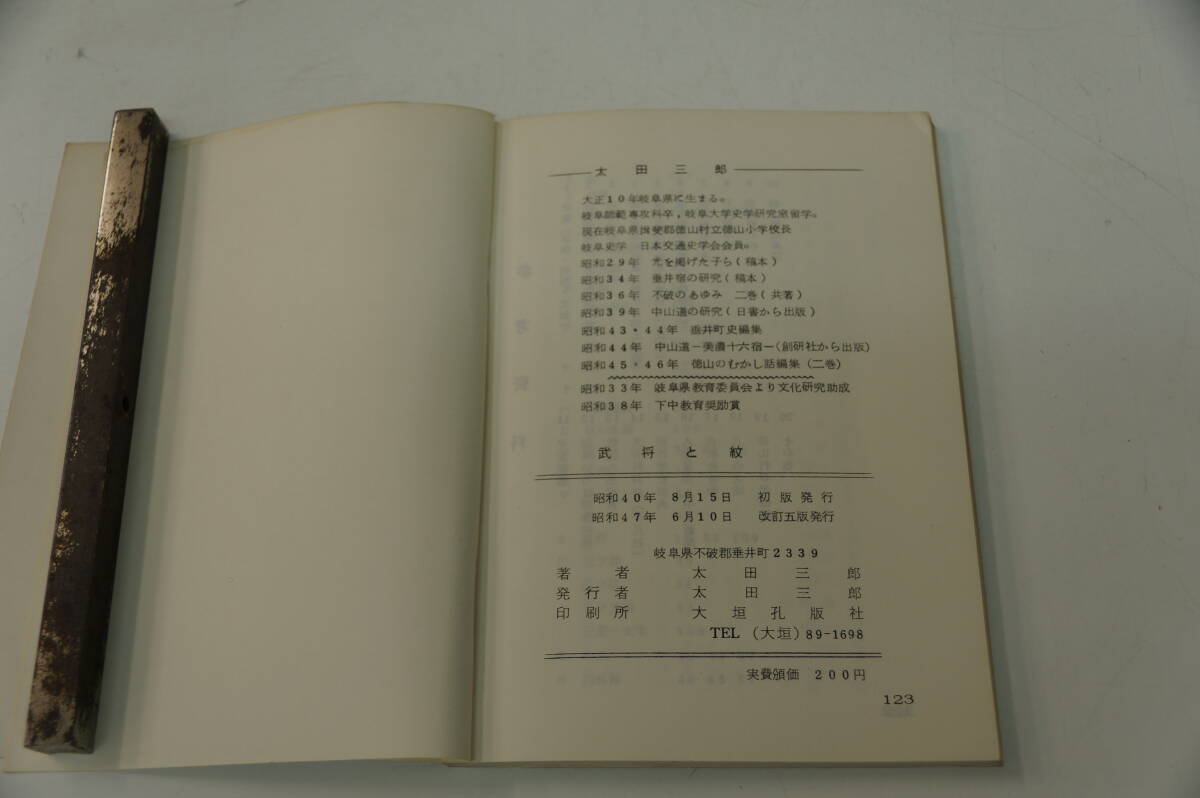 太田三郎
大正10年岐阜県に生まる。
岐阜師範専攻科卒，岐阜大学史学研究室留学。
現在岐阜県揖斐郡徳山村立徳山小学校長
岐阜史学　日本交通史学会会員。
昭和29年　光を掲げた子ら（稿本）
昭和34年　垂井宿の研究（稿本）
昭和36年　不破のあゆみ　二巻（共著）
昭和39年　中山道の研究（日書から出版）
昭和43・44年　垂井町史編集
昭和44年　中山道－美濃十六宿－（創研社から出版）
昭和45・46年　徳山のむかし話編集（二巻）
昭和33年　岐阜県教育委員会より文化研究助成
昭和38年　下中教育奨励賞
武将と紋
昭和40年　8月15日　初版発行
昭和47年　6月10日　改訂五版発行
岐阜県不破郡垂井町2339
著者　太田三郎
発行者　太田三郎
印刷所　大垣孔版社
TEL（大垣）89-1698
実費頒価　200円
123